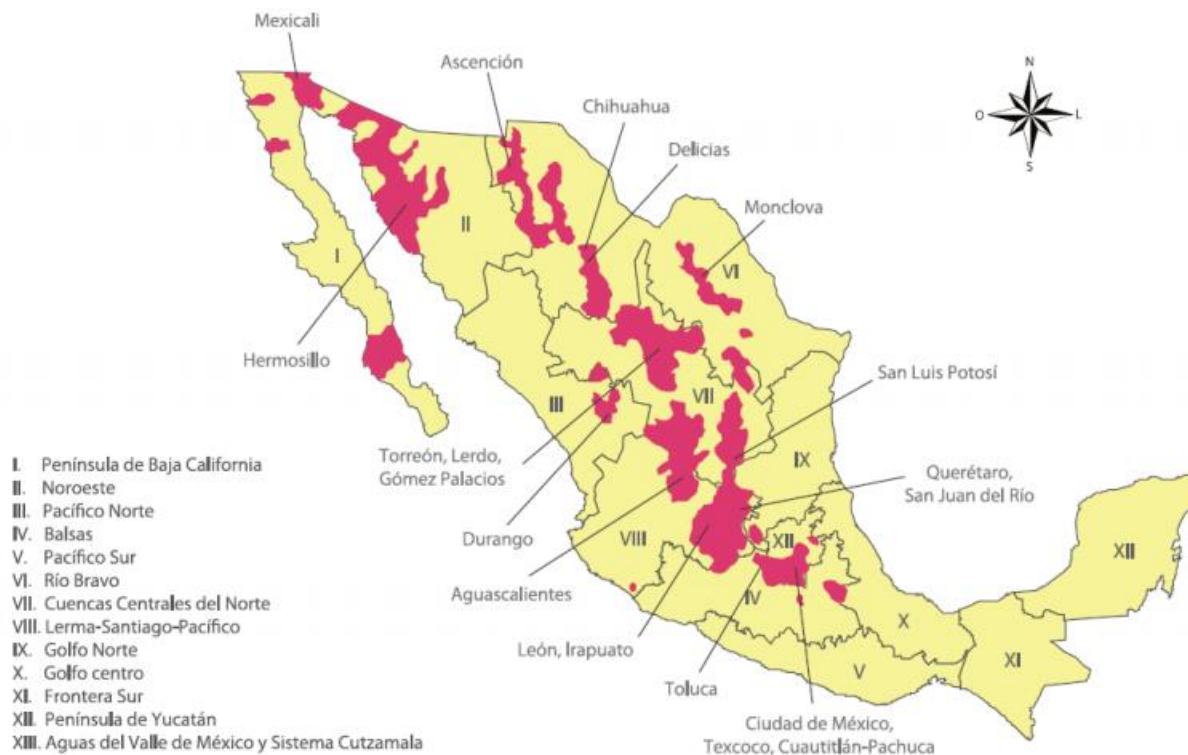 Mexicali
Ascención
Chihuahua
Delicias
Monclova
N
O
L
S
II
I
VI
Hermosillo
San Luis Potosí
III
VII
Torreón, Lerdo,
Gómez Palacios
IX
Querétaro,
San Juan del Río
Durango
VIII
XII
XII
Aguascalientes
IV
X
León, Irapuato
XI
V
Toluca
Ciudad de México,
Texcoco, Cuautitlán-Pachuca
I. Península de Baja California
II. Noroeste
III. Pacífico Norte
IV. Balsas
V. Pacífico Sur
VI. Río Bravo
VII. Cuencas Centrales del Norte
VIII. Lerma-Santiago-Pacífico
IX. Golfo Norte
X. Golfo centro
XI. Frontera Sur
XII. Península de Yucatán
XIII. Aguas del Valle de México y Sistema Cutzamala